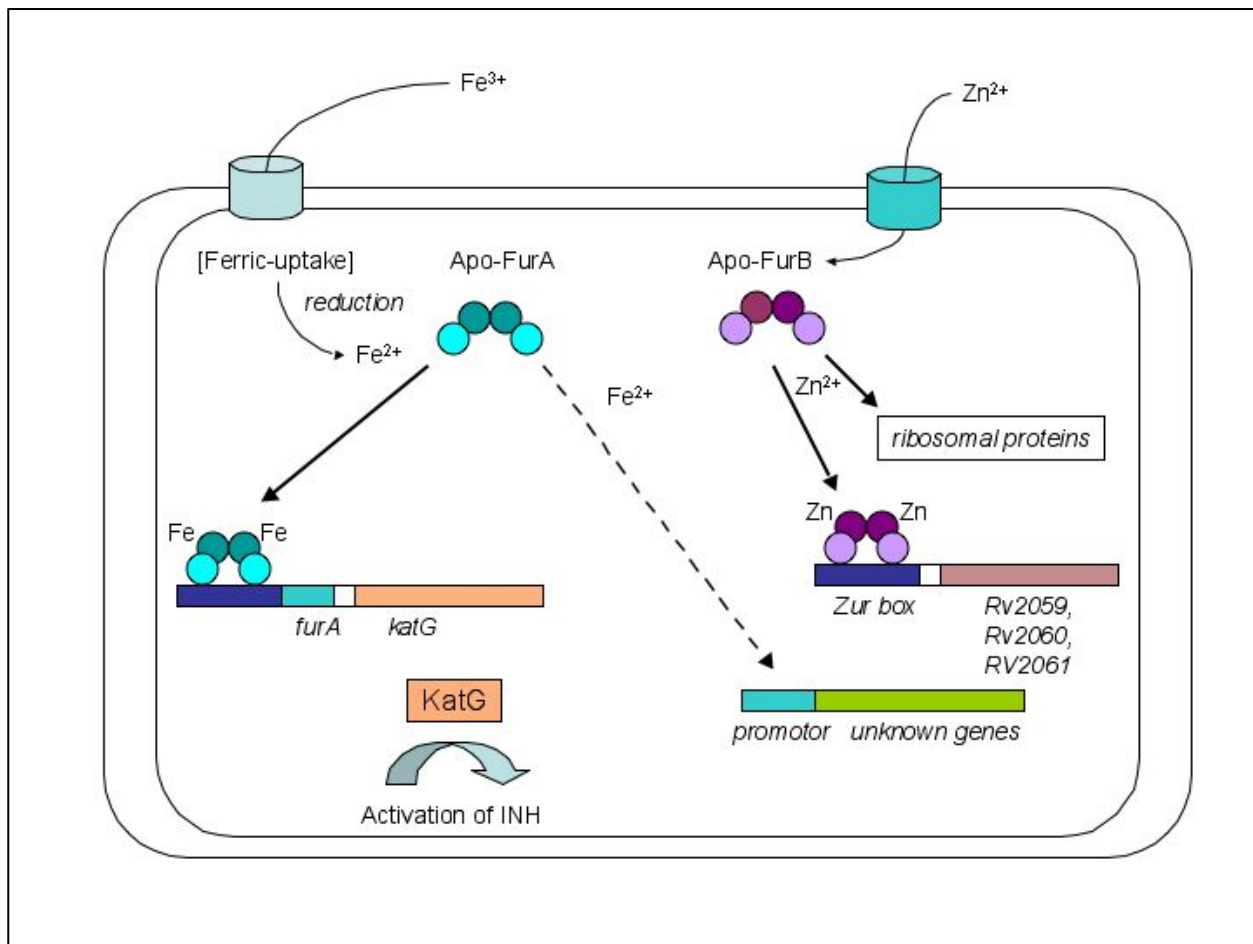 Fe³⁺
Zn²⁺
[Ferric-uptake]
Apo-FurA
Apo-FurB
reduction
Fe²⁺
Fe²⁺
Zn²⁺
ribosomal proteins
Fe
Fe
Zn
Zn
furA
katG
Zur box
Rv2059,
Rv2060,
RV2061
KatG
promotor
unknown genes
Activation of INH